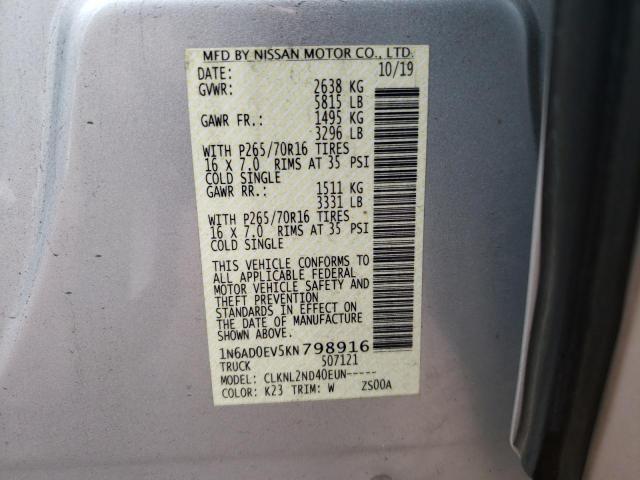 MFD BY NISSAN MOTOR CO., LTD.
DATE: 10/19
GVWR: 2638 KG
5815 LB
GAWR FR.: 1495 KG
3296 LB
WITH P265/70R16 TIRES
16 X 7.0 RIMS AT 35 PSI
COLD SINGLE
GAWR RR.: 1511 KG
3331 LB
WITH P265/70R16 TIRES
16 X 7.0 RIMS AT 35 PSI
COLD SINGLE
THIS VEHICLE CONFORMS TO
ALL APPLICABLE FEDERAL
MOTOR VEHICLE SAFETY AND
THEFT PREVENTION
STANDARDS IN EFFECT ON THE
DATE OF MANUFACTURE
SHOWN ABOVE.
1N6AD0EV5KN798916
TRUCK 507121
MODEL: CLKNL2ND40EUN-----
COLOR: K23 TRIM: W ZS00A